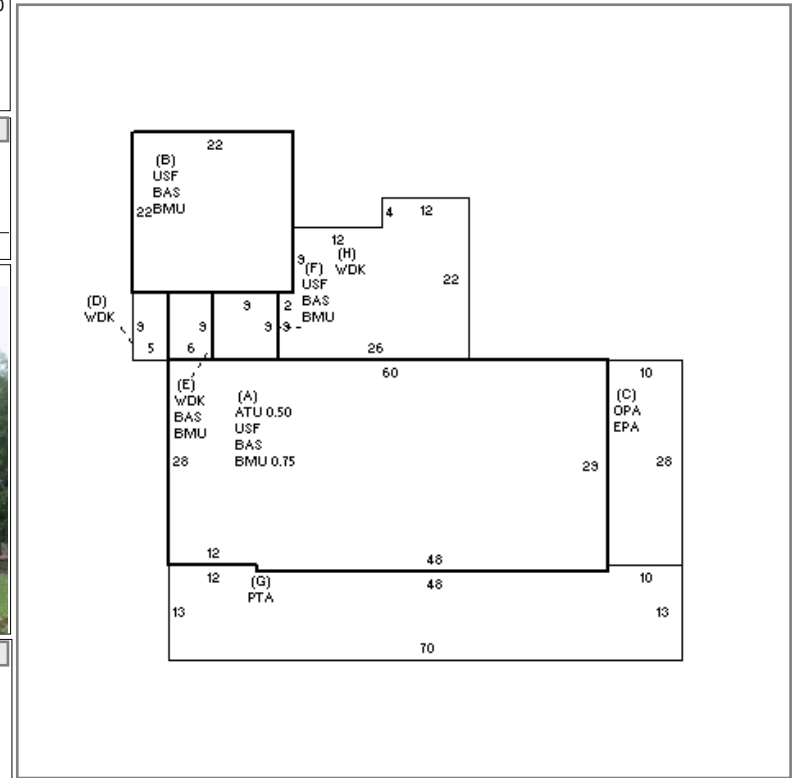 22
(B)
USF
BAS
BMU
22
4 12
12
(H)
WDK
9
22
(F)
USF
BAS
BMU
(D)
WDK
9
5
9
6
9
9
2
9
26
60
10
(E)
WDK
BAS
BMU
(A)
ATU 0.50
USF
BAS
BMU 0.75
(C)
OPA
EPA
28
29
28
12
48
12
(G)
PTA
48
10
13
13
70